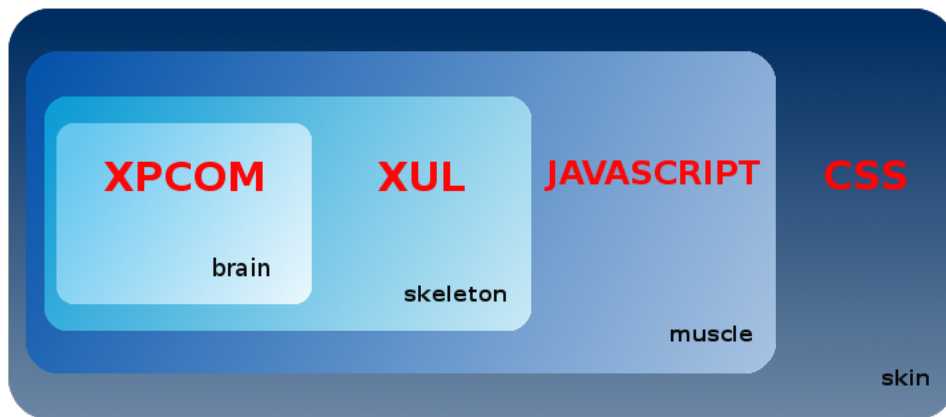 XPCOM
XUL
JAVASCRIPT
CSS
brain
skeleton
muscle
skin